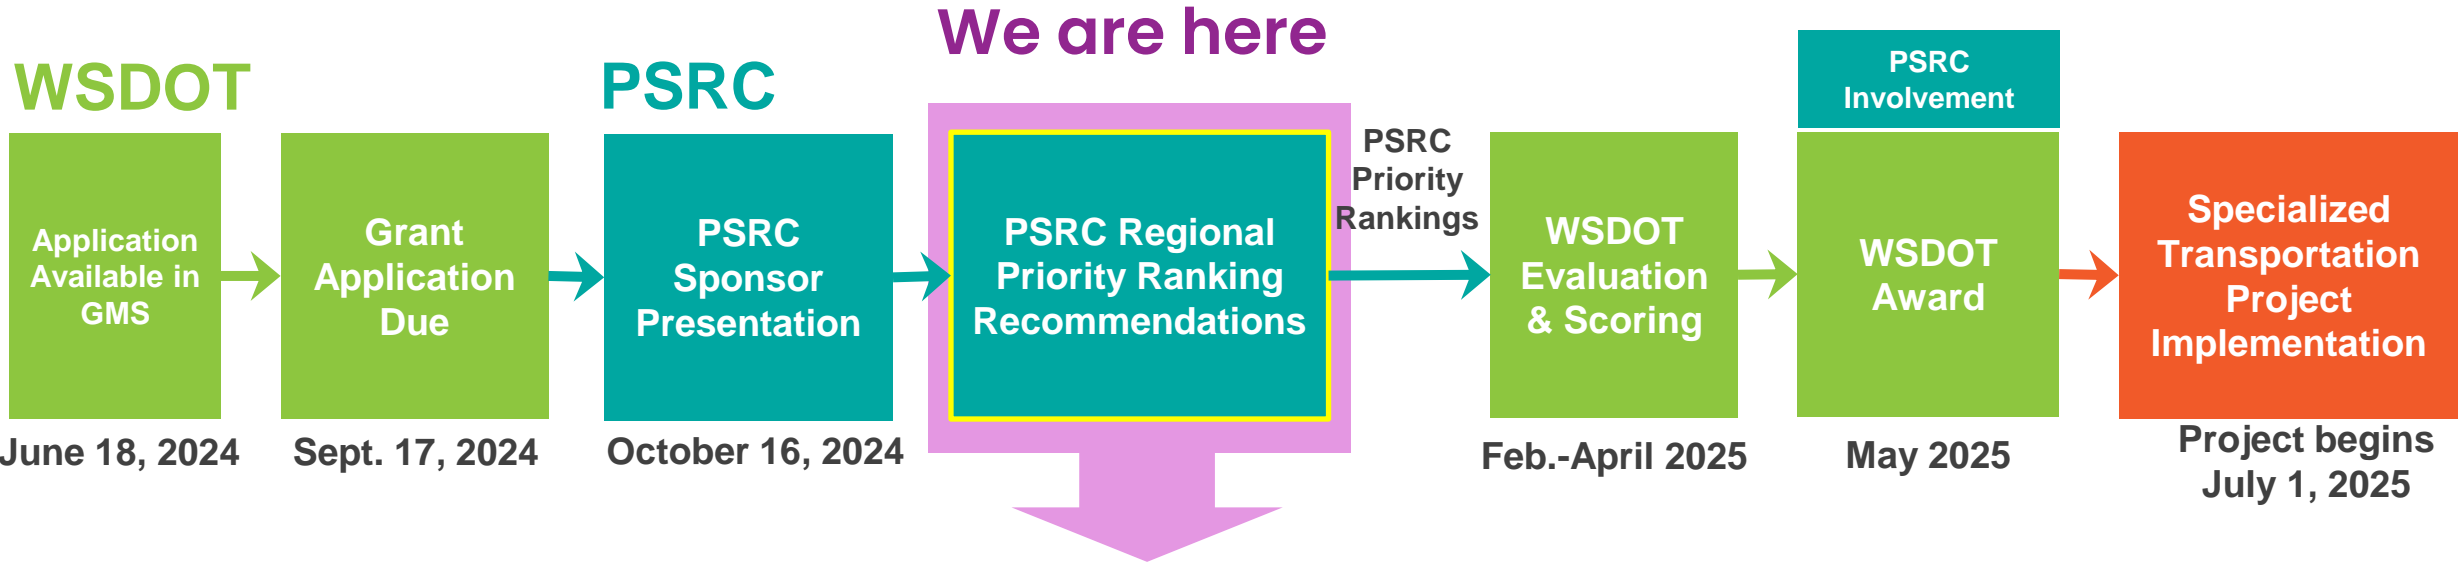 We are here
WSDOT
PSRC
Application
Available in
GMS
June 18, 2024
Grant
Application
Due
Sept. 17, 2024
PSRC
Sponsor
Presentation
October 16, 2024
PSRC Regional
Priority Ranking
Recommendations
PSRC
Priority
Rankings
WSDOT
Evaluation
& Scoring
Feb.-April 2025
PSRC
Involvement
WSDOT
Award
May 2025
Specialized
Transportation
Project
Implementation
Project begins
July 1, 2025